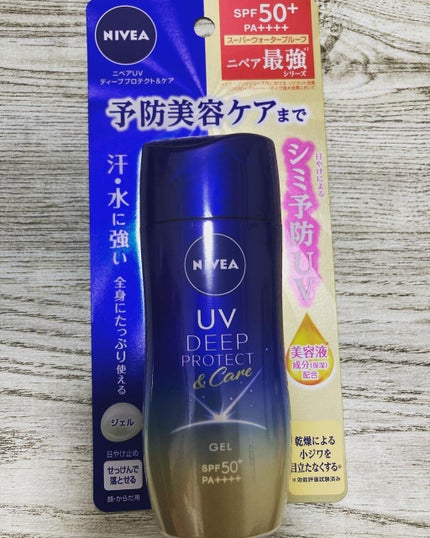 NIVEA
SPF50+
PA++++
スーパーウォータープルーフ
ニベア最強
シリーズ
ニベアUV
ディーププロテクト&ケア
予防美容ケアまで
汗・水に強い
全身にたっぷり使える
日やけによる
シミ予防UV
NIVEA
UV
DEEP
PROTECT
& Care
GEL
SPF50+
PA++++
美容液
成分(保湿)
配合
ジェル
日やけ止め
せっけんで
落とせる
顔・からだ用
乾燥による
小ジワを
目立たなくする※
※効能評価試験済み